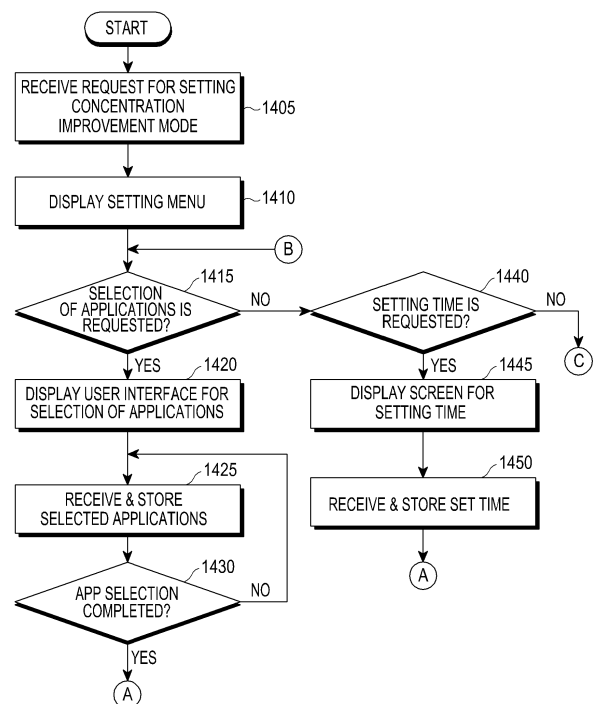 START
RECEIVE REQUEST FOR SETTING
CONCENTRATION
IMPROVEMENT MODE
1405
DISPLAY SETTING MENU
1410
B
SELECTION
OF APPLICATIONS IS
REQUESTED?
1415
NO
YES
SETTING TIME IS
REQUESTED?
1440
NO
C
YES
DISPLAY USER INTERFACE FOR
SELECTION OF APPLICATIONS
1420
DISPLAY SCREEN FOR
SETTING TIME
1445
RECEIVE & STORE
SELECTED APPLICATIONS
1425
RECEIVE & STORE SET TIME
1450
A
APP SELECTION
COMPLETED?
1430
NO
YES
A